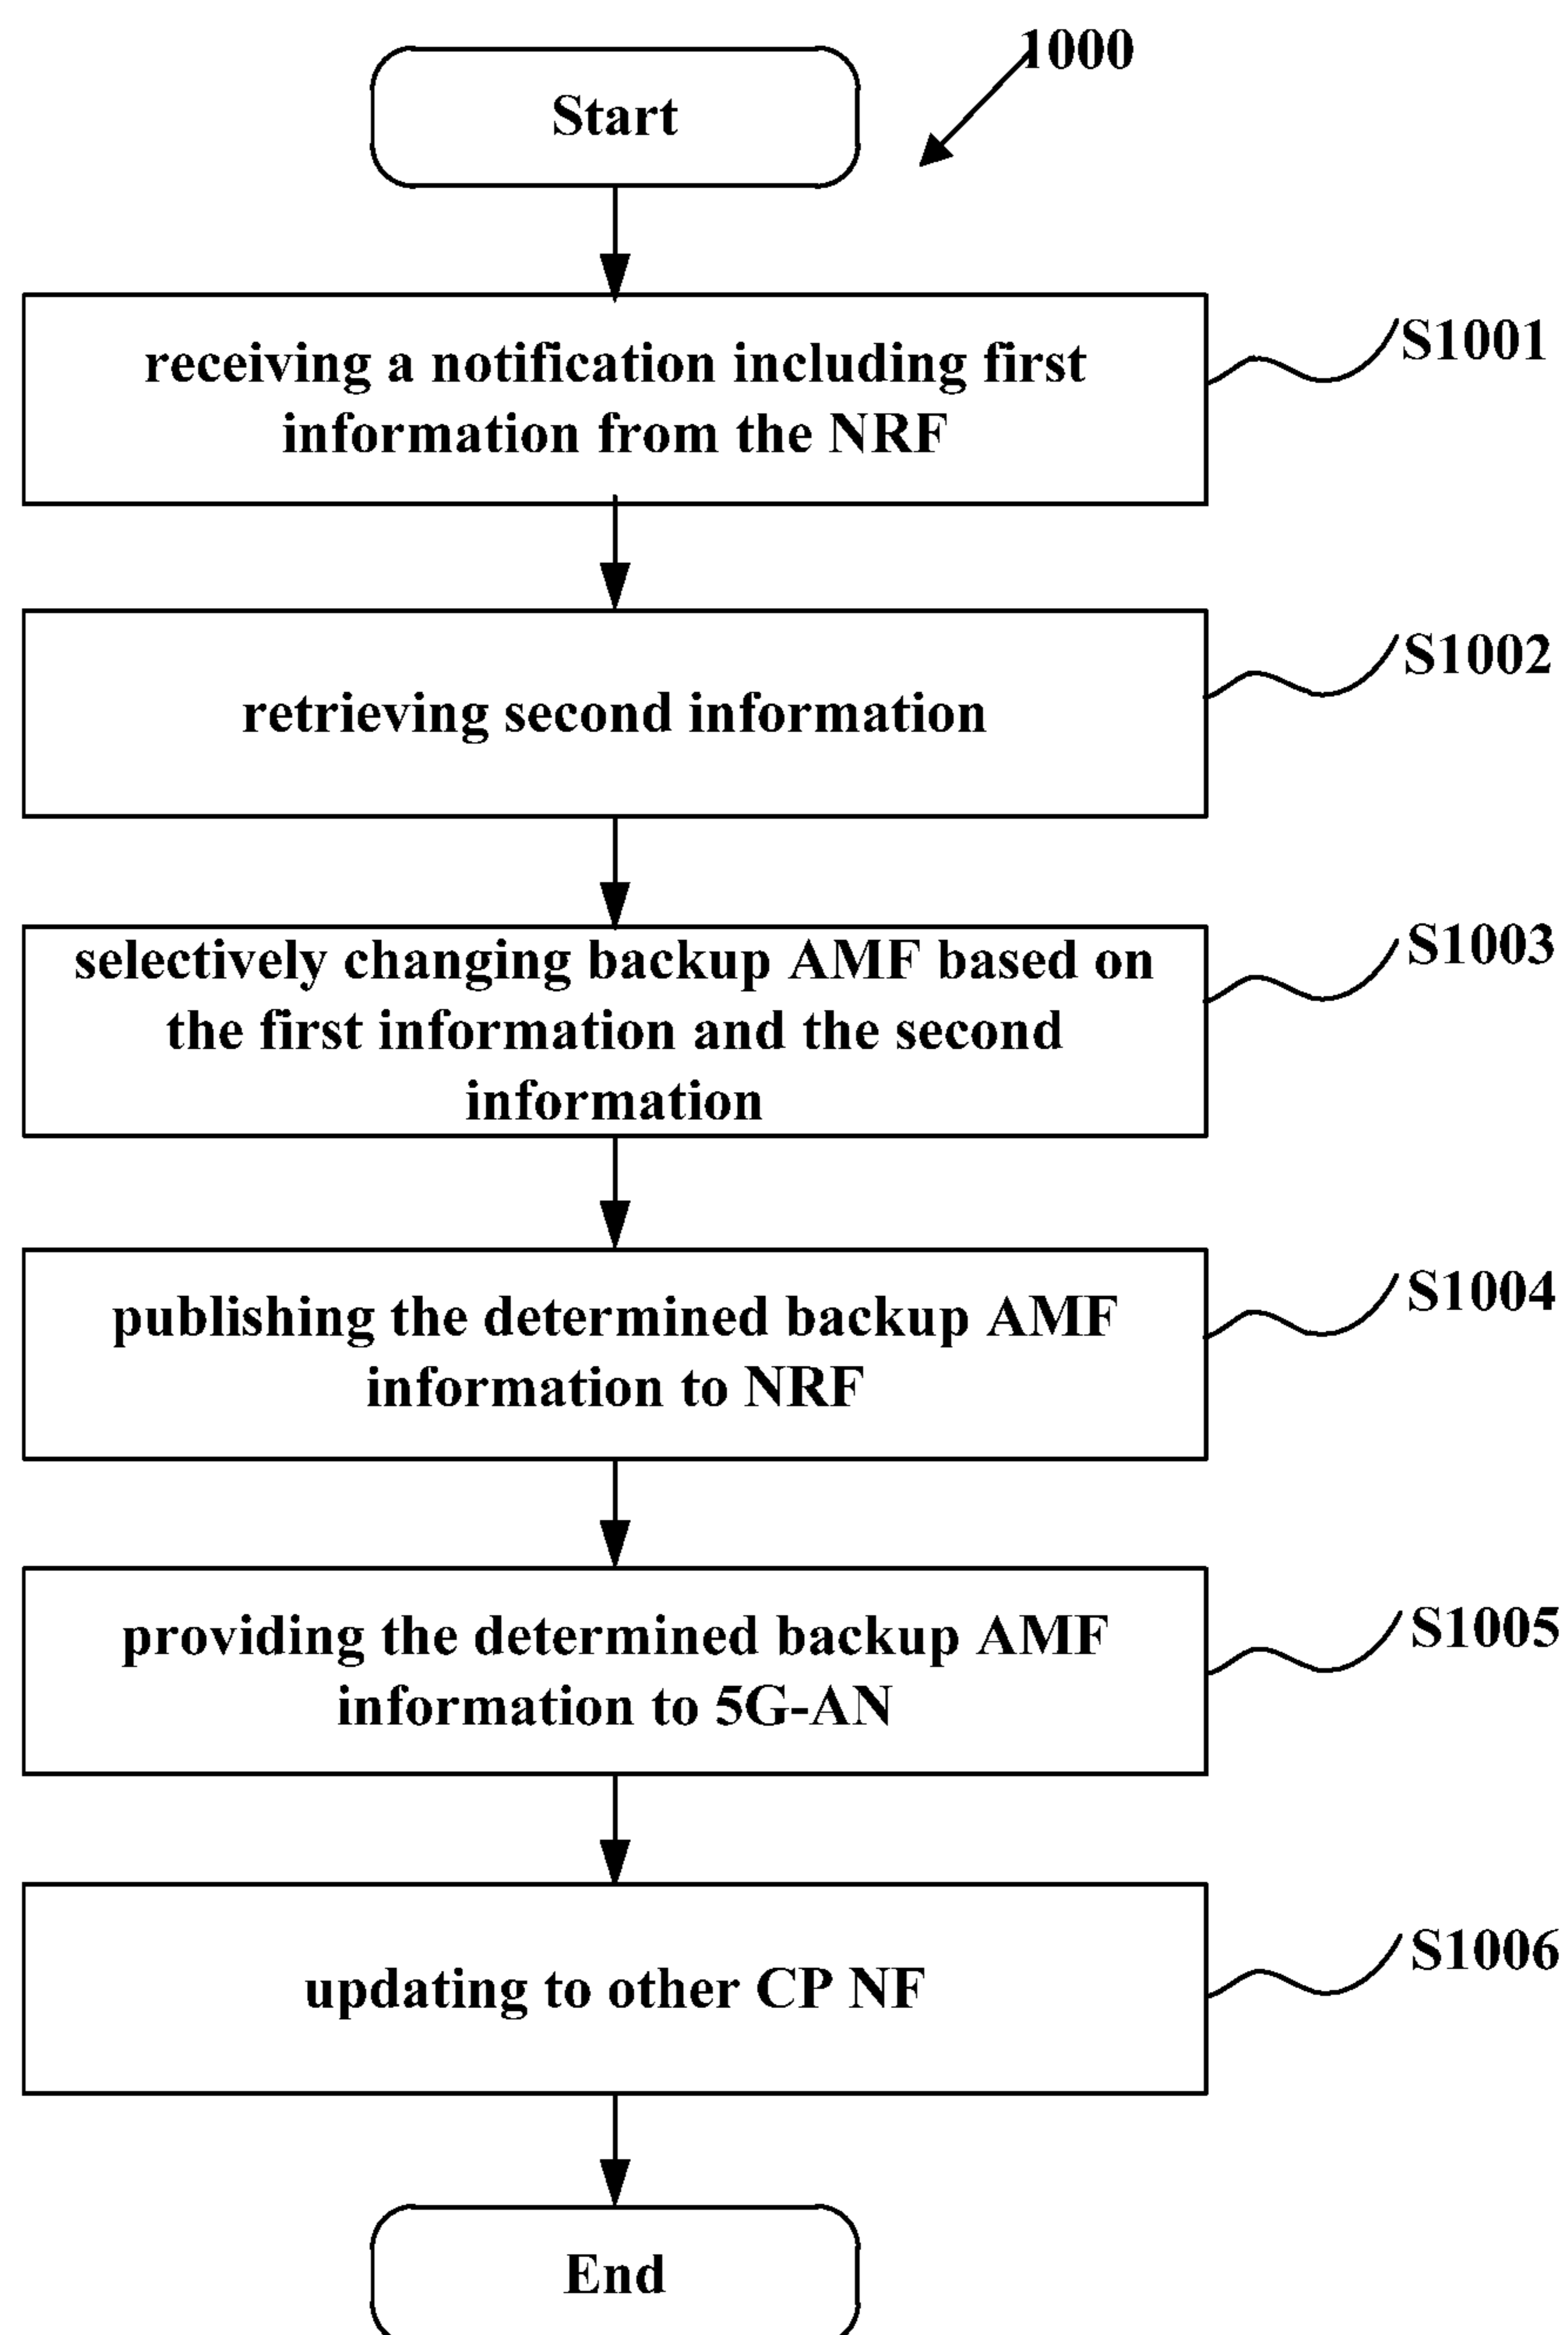 1000
Start
receiving a notification including first
information from the NRF
S1001
retrieving second information
S1002
selectively changing backup AMF based on
the first information and the second
information
S1003
publishing the determined backup AMF
information to NRF
S1004
providing the determined backup AMF
information to 5G-AN
S1005
updating to other CP NF
S1006
End